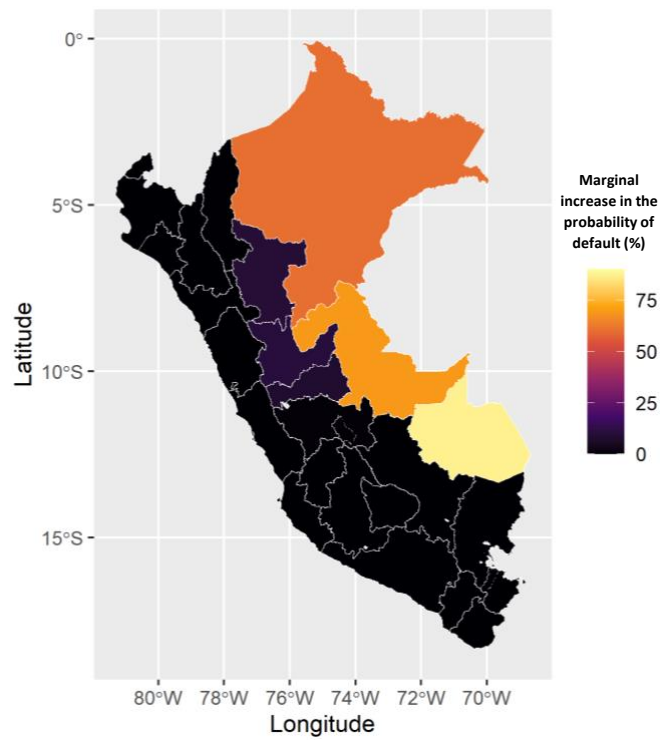 0°
5°S
10°S
15°S
Latitude
80°W 78°W 76°W 74°W 72°W 70°W
Longitude
Marginal
increase in the
probability of
default (%)
75
50
25
0